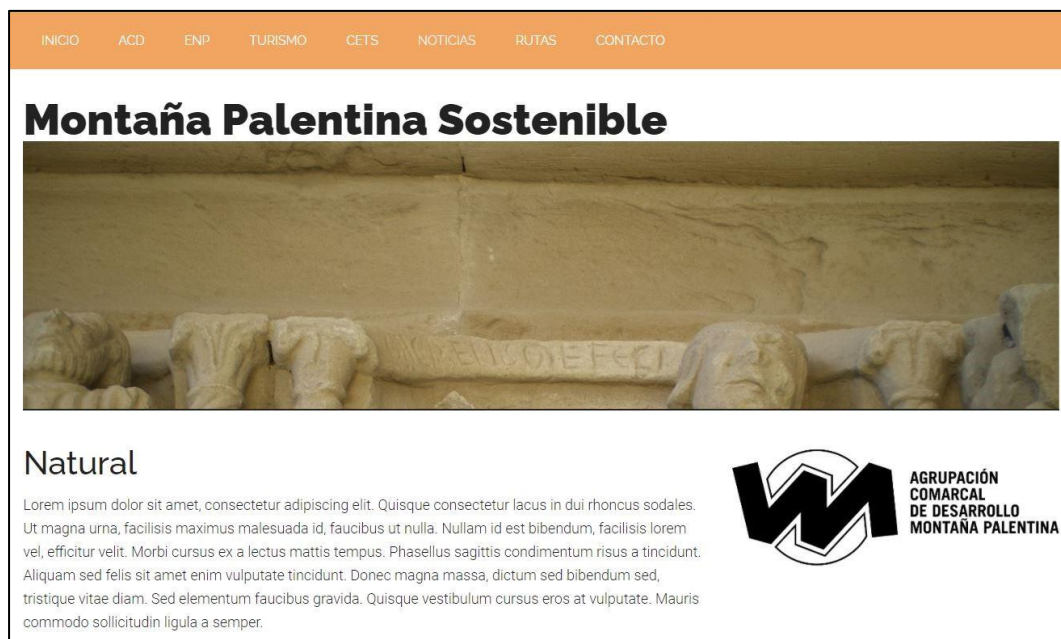 INICIO ACD ENP TURISMO CETS NOTICIAS RUTAS CONTACTO
Montaña Palentina Sostenible
Natural
Lorem ipsum dolor sit amet, consectetur adipiscing elit. Quisque consectetur lacus in dui rhoncus sodales.
Ut magna urna, facilisis maximus malesuada id, faucibus ut nulla. Nullam id est bibendum, facilisis lorem
vel, efficitur velit. Morbi cursus ex a lectus mattis tempus. Phasellus sagittis condimentum risus a tincidunt.
Aliquam sed felis sit amet enim vulputate tincidunt. Donec magna massa, dictum sed bibendum sed,
tristique vitae diam. Sed elementum faucibus gravida. Quisque vestibulum cursus eros at vulputate. Mauris
commodo sollicitudin ligula a semper.
AGRUPACIÓN
COMARCAL
DE DESARROLLO
MONTAÑA PALENTINA